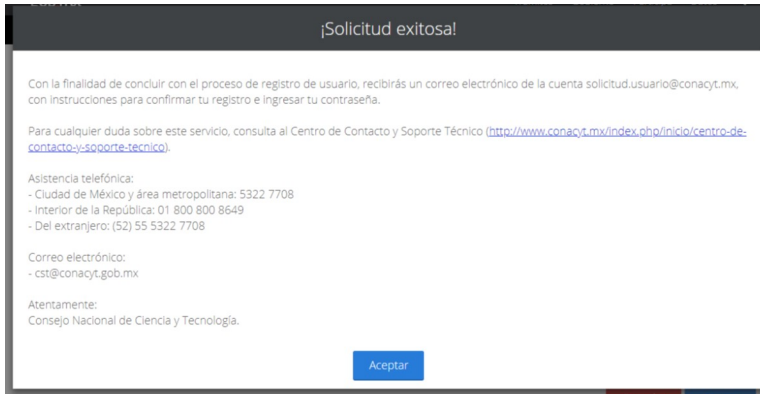 ¡Solicitud exitosa!
Con la finalidad de concluir con el proceso de registro de usuario, recibirás un correo electrónico de la cuenta solicitud.usuario@conacyt.mx,
con instrucciones para confirmar tu registro e ingresar tu contraseña.
Para cualquier duda sobre este servicio, consulta al Centro de Contacto y Soporte Técnico (http://www.conacyt.mx/index.php/inicio/centro-de-
contacto-y-soporte-tecnico).
Asistencia telefónica:
- Ciudad de México y área metropolitana: 5322 7708
- Interior de la República: 01 800 800 8649
- Del extranjero: (52) 55 5322 7708
Correo electrónico:
- cst@conacyt.gob.mx
Atentamente:
Consejo Nacional de Ciencia y Tecnología.
Aceptar